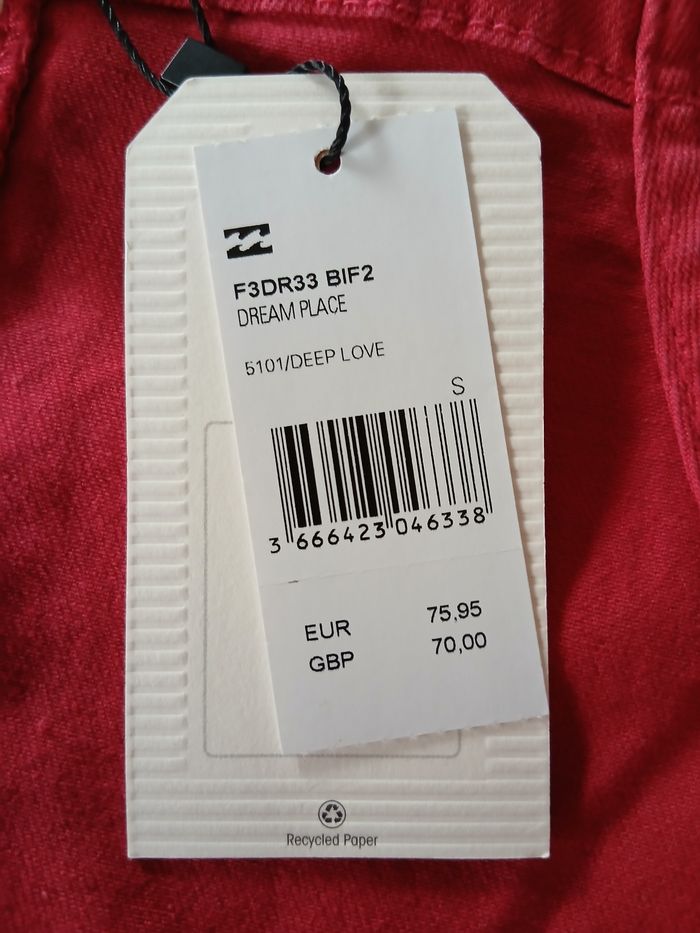 F3DR33 BIF2
DREAM PLACE
5101/DEEP LOVE
S
3 666423 046338
EUR 75,95
GBP 70,00
Recycled Paper